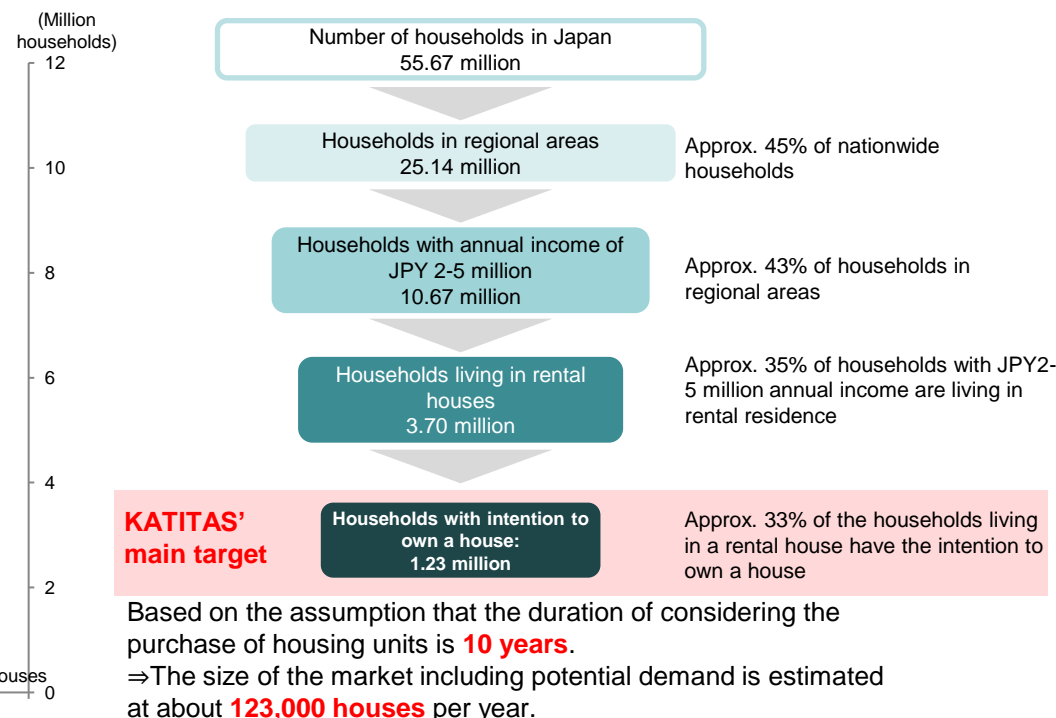 (Million
households)
12
10
8
6
4
2
0
ouses
Number of households in Japan
55.67 million
Households in regional areas
25.14 million
Approx. 45% of nationwide
households
Households with annual income of
JPY 2-5 million
10.67 million
Approx. 43% of households in
regional areas
Households living in rental
houses
3.70 million
Approx. 35% of households with JPY2-
5 million annual income are living in
rental residence
KATITAS’
main target
Households with intention to
own a house:
1.23 million
Approx. 33% of the households living
in a rental house have the intention to
own a house
Based on the assumption that the duration of considering the
purchase of housing units is 10 years.
⇒The size of the market including potential demand is estimated
at about 123,000 houses per year.